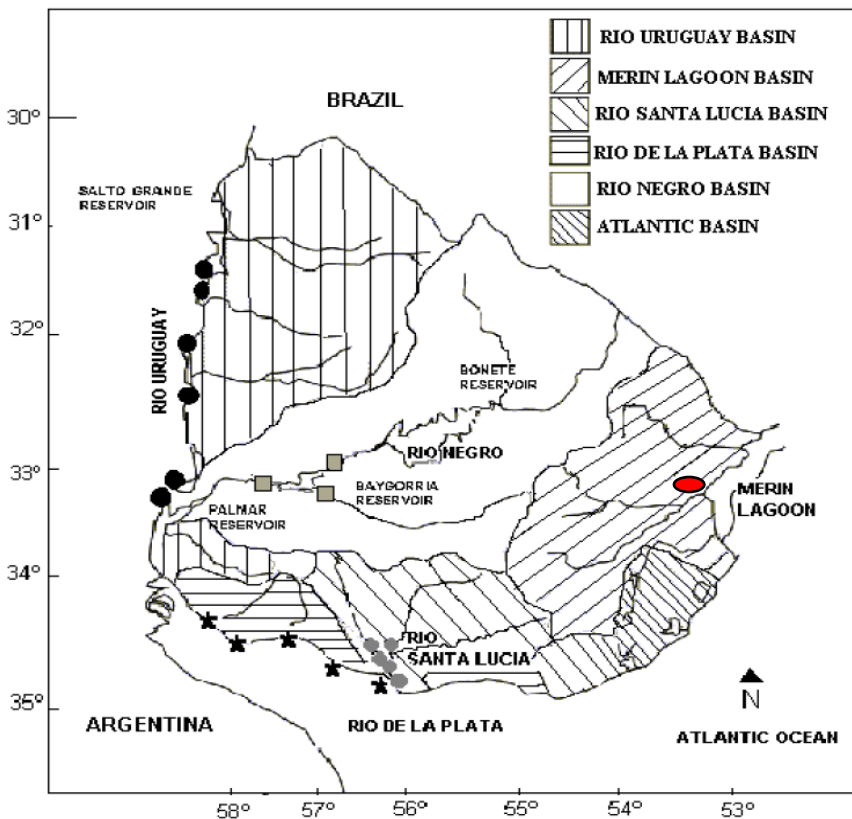 RIO URUGUAY BASIN
MERIN LAGOON BASIN
RIO SANTA LUCIA BASIN
RIO DE LA PLATA BASIN
RIO NEGRO BASIN
ATLANTIC BASIN
BRAZIL
30°
SALTO GRANDE
RESERVOIR
31°
32°
RIO URUGUAY
BONETE
RESERVOIR
RIO NEGRO
33°
BAYGORRIA
RESERVOIR
MERIN
LAGOON
PALMAR
RESERVOIR
34°
RIO
SANTA LUCIA
35°
N
ARGENTINA
RIO DE LA PLATA
ATLANTIC OCEAN
58°
57°
56°
55°
54°
53°